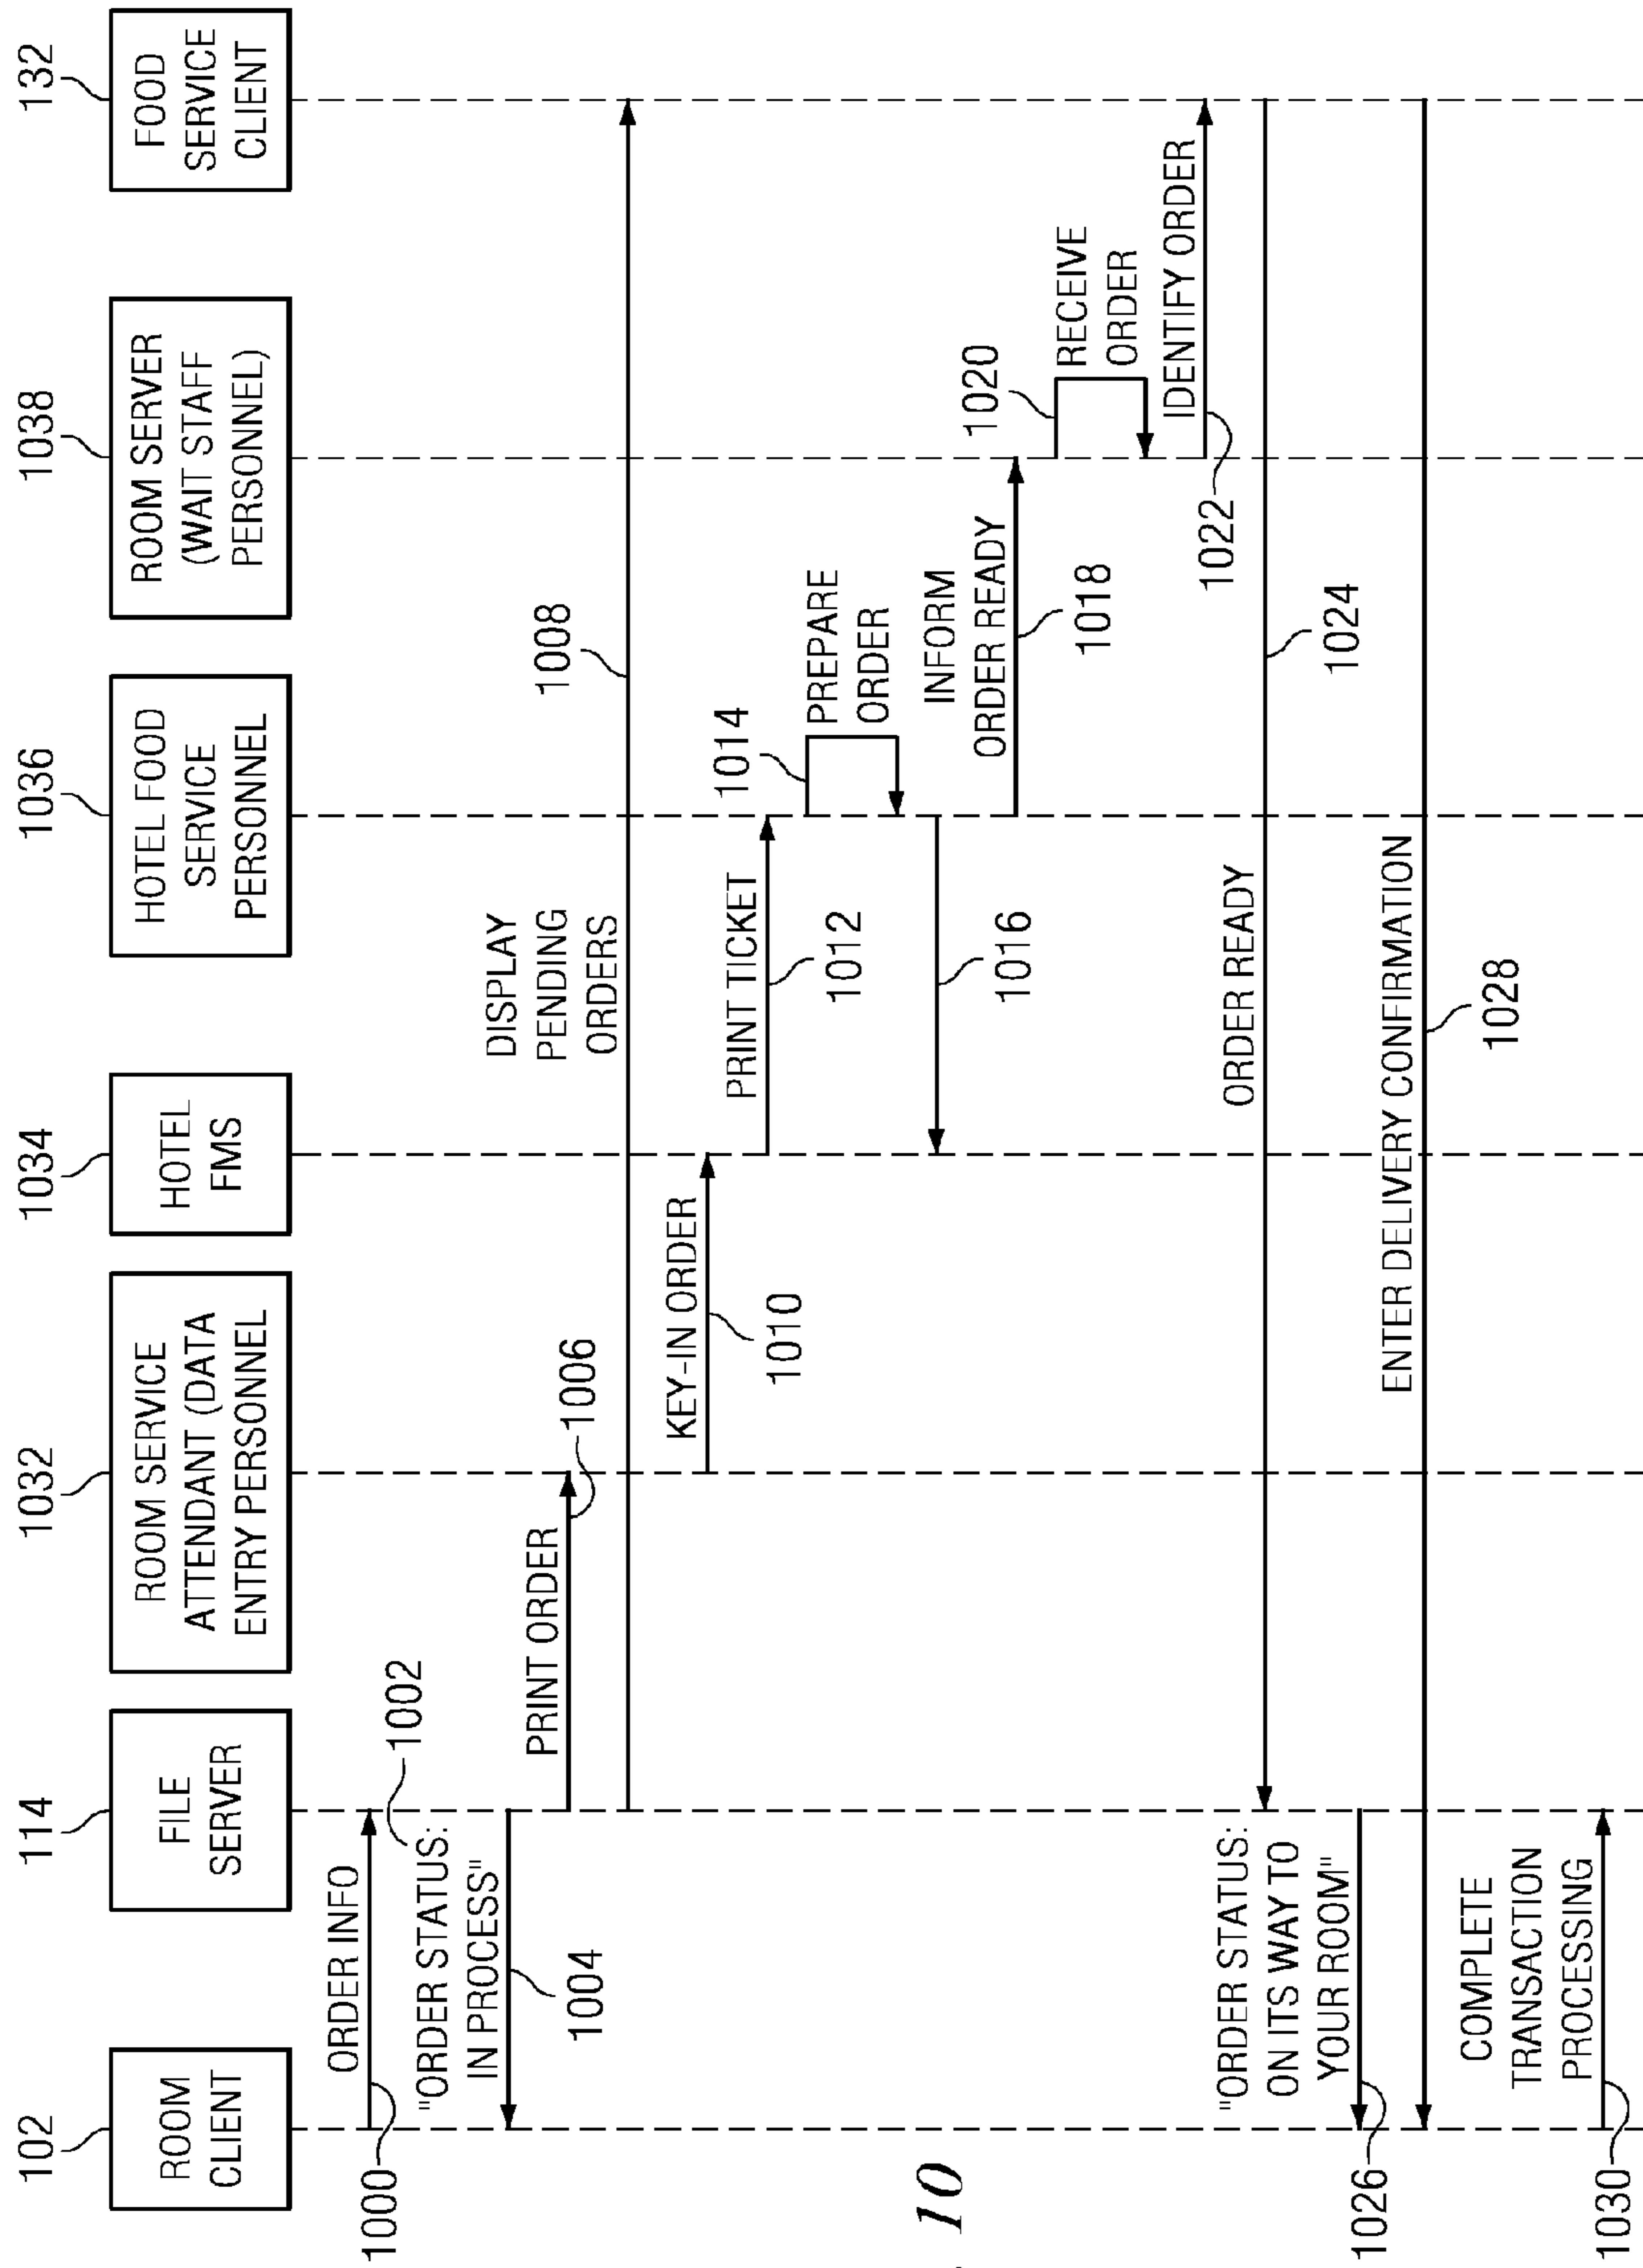 102
ROOM
CLIENT
114
FILE
SERVER
1032
ROOM SERVICE
ATTENDANT (DATA
ENTRY PERSONNEL
1034
HOTEL
FMS
1036
HOTEL FOOD
SERVICE
PERSONNEL
1038
ROOM SERVER
(WAIT STAFF
PERSONNEL)
132
FOOD
SERVICE
CLIENT
ORDER INFO
1000
1002
"ORDER STATUS:
IN PROCESS"
1004
PRINT ORDER
1006
DISPLAY
PENDING
ORDERS
1008
KEY-IN ORDER
1010
PRINT TICKET
1012
1014
PREPARE
ORDER
1016
INFORM
ORDER READY
1018
1020
RECEIVE
ORDER
IDENTIFY ORDER
1022
ORDER READY
1024
"ORDER STATUS:
ON ITS WAY TO
YOUR ROOM"
1026
ENTER DELIVERY CONFIRMATION
1028
COMPLETE
TRANSACTION
PROCESSING
1030
10